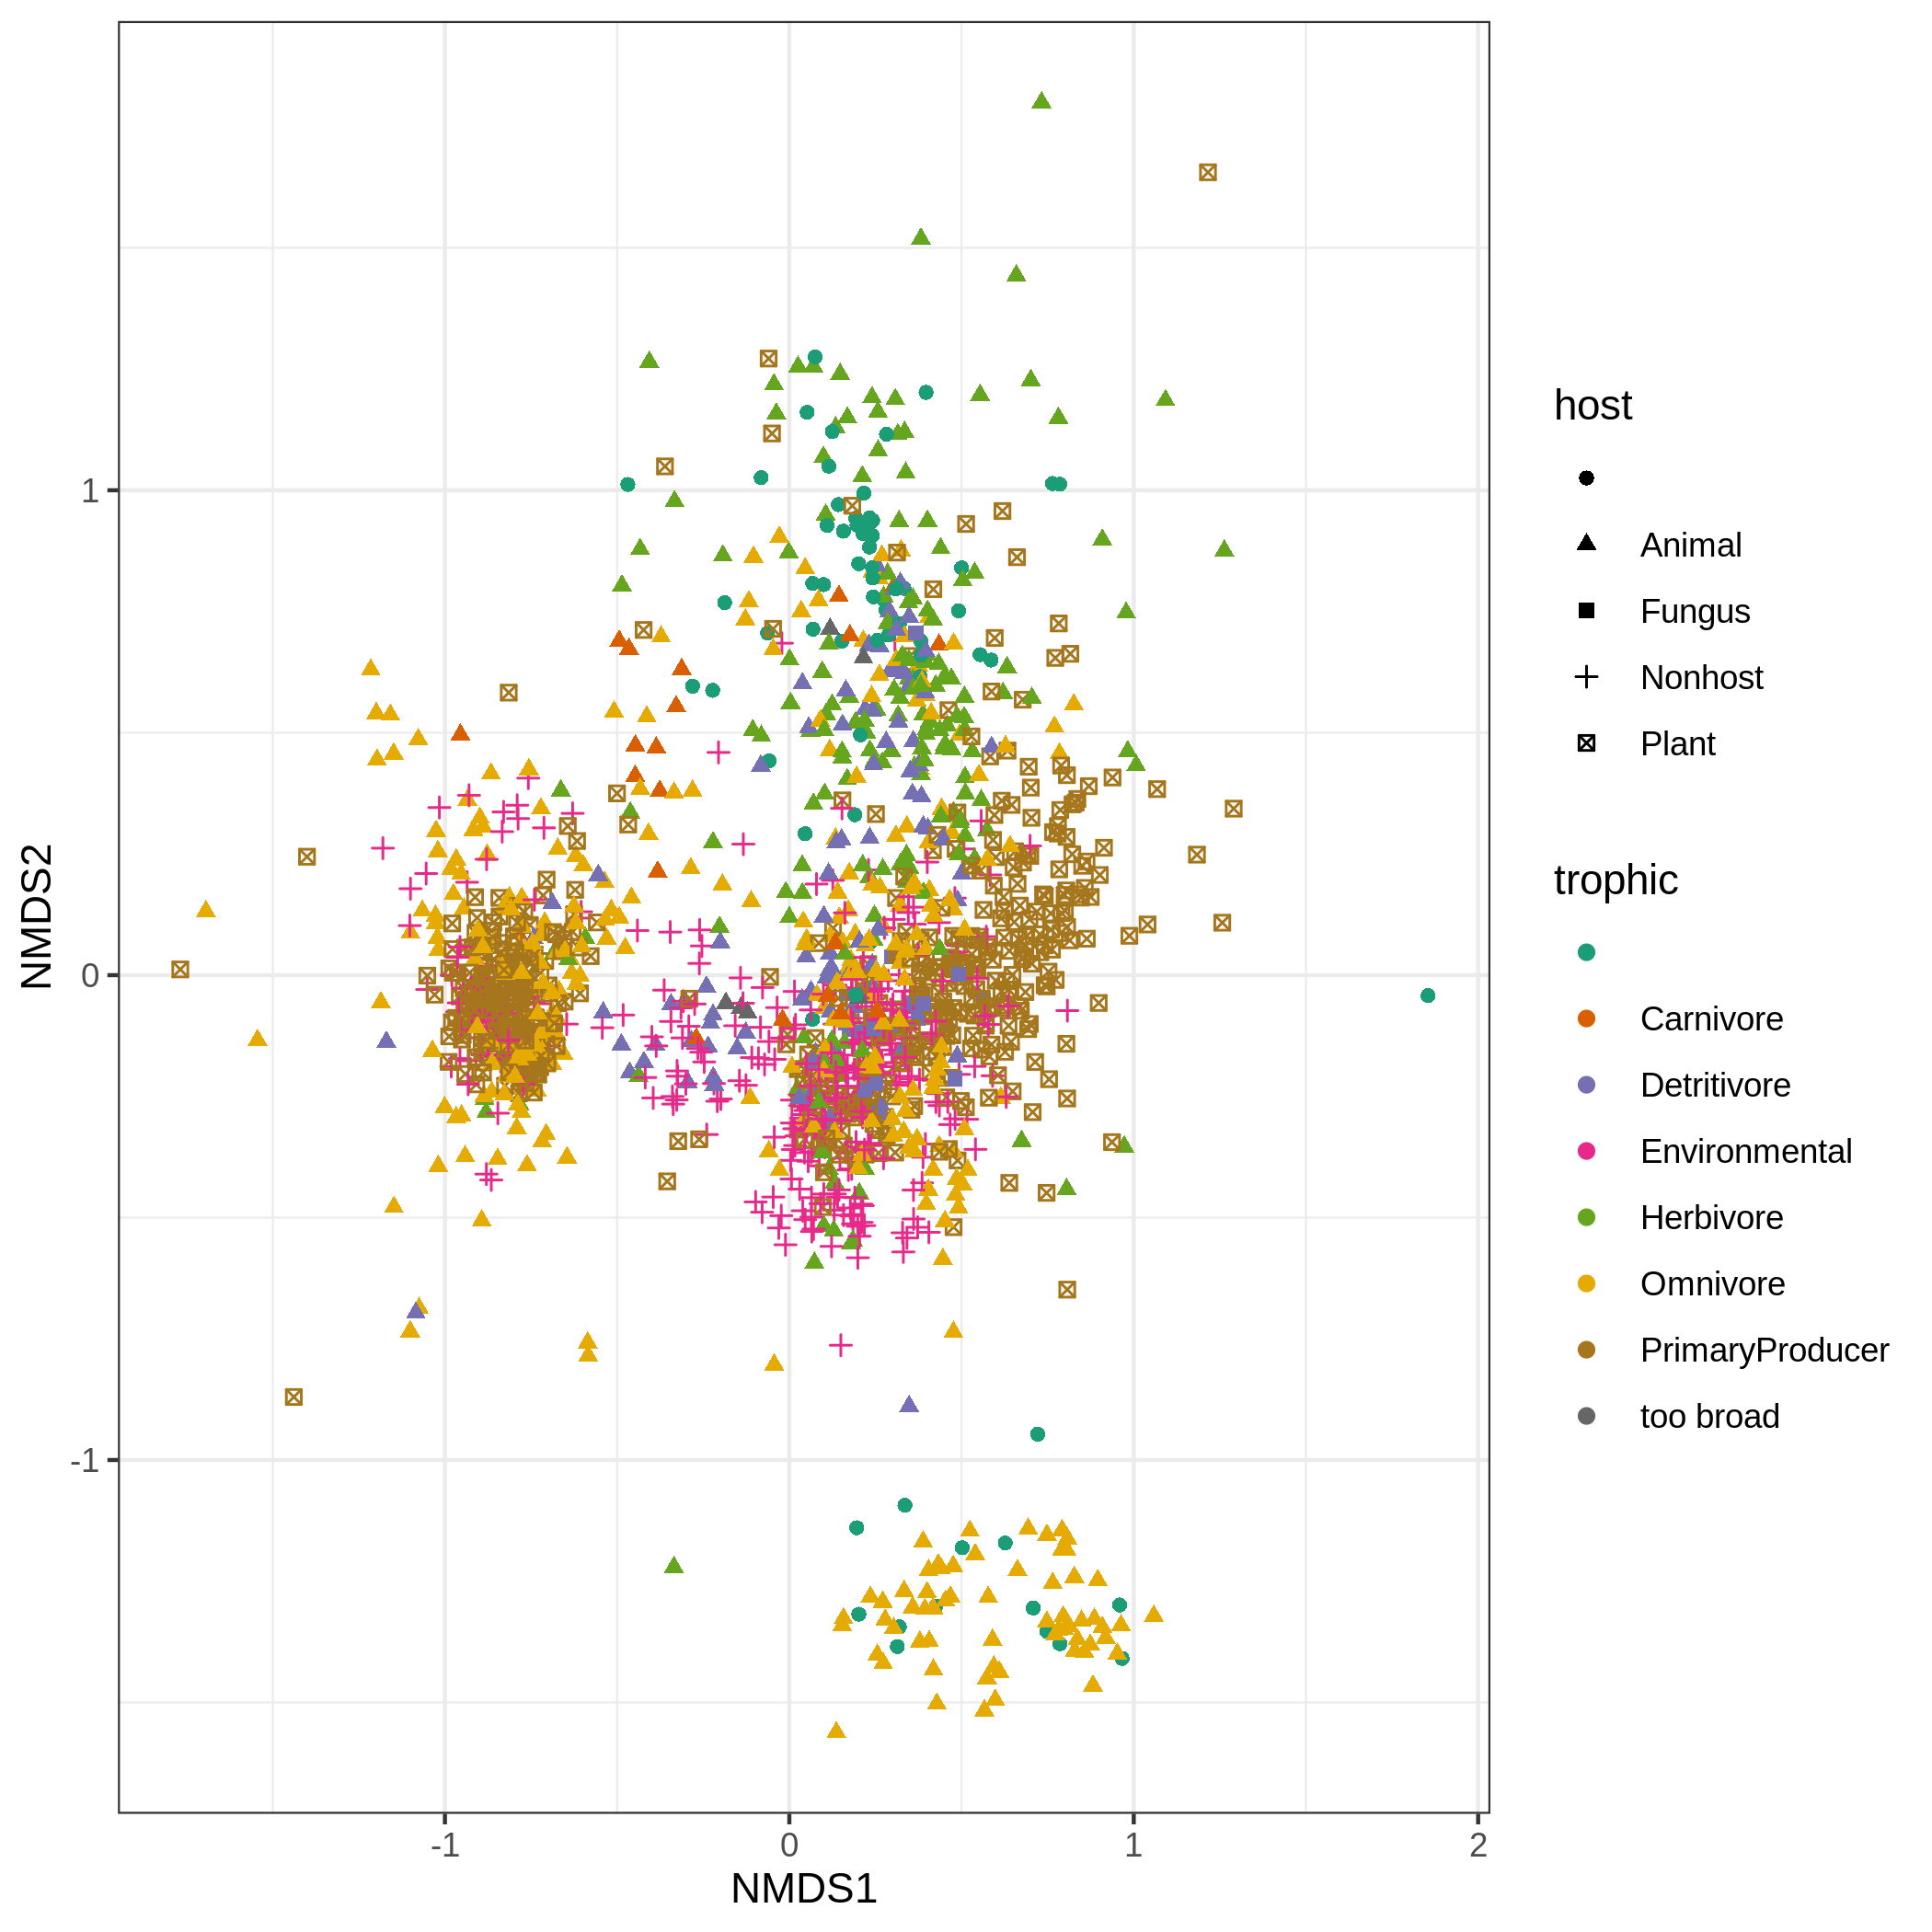 host
Animal
Fungus
Nonhost
Plant
trophic
Carnivore
Detritivore
Environmental
Herbivore
Omnivore
PrimaryProducer
too broad
NMDS2
1
0
-1
-1
0
1
2
NMDS1